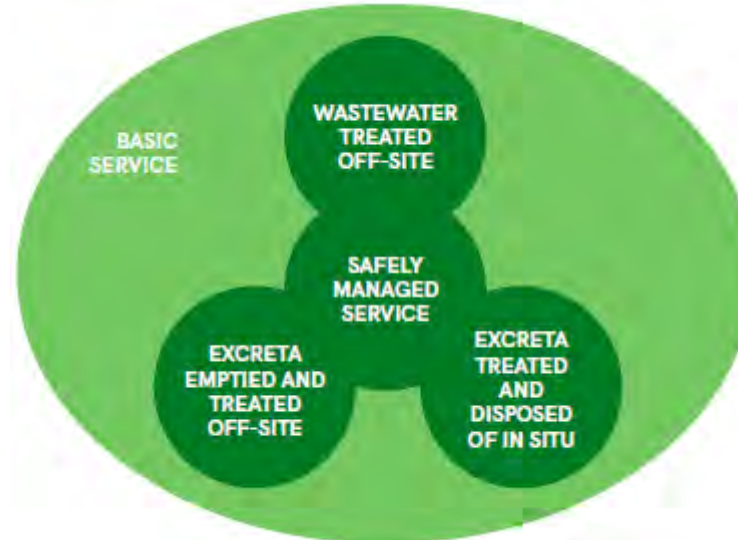 BASIC
SERVICE
WASTEWATER
TREATED
OFF-SITE
SAFELY
MANAGED
SERVICE
EXCRETA
EMPTIED AND
TREATED
OFF-SITE
EXCRETA
TREATED
AND
DISPOSED
OF IN SITU